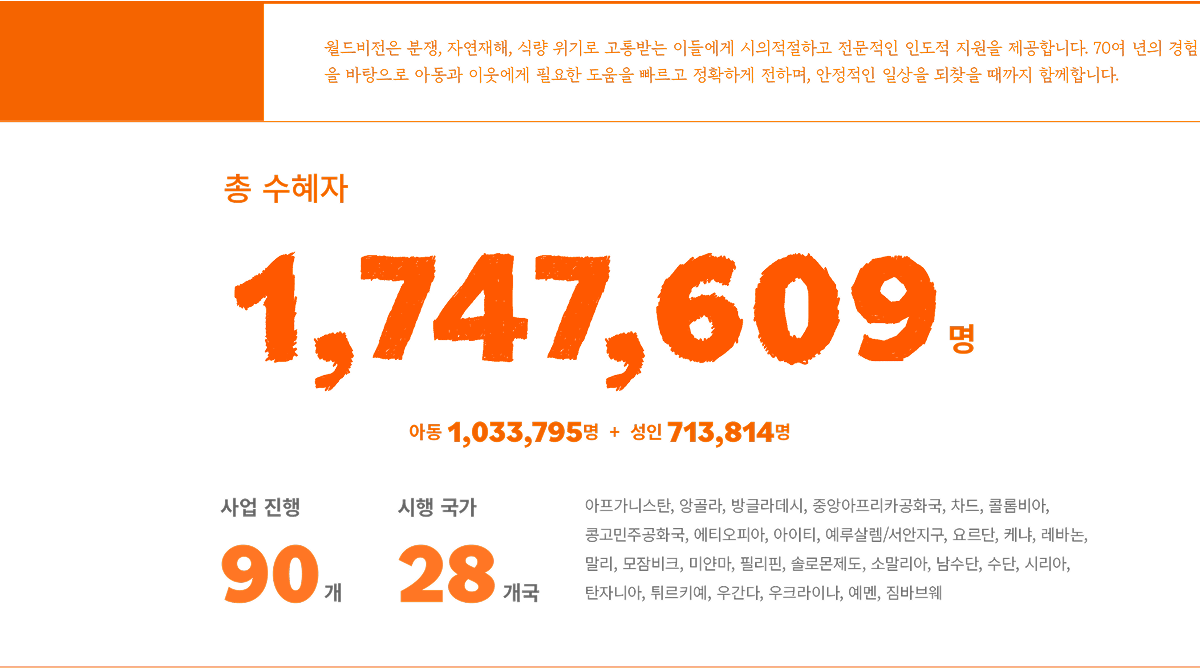 월드비전은 분쟁, 자연재해, 식량 위기로 고통받는 이들에게 시의적절하고 전문적인 인도적 지원을 제공합니다. 70여 년의 경험
을 바탕으로 아동과 이웃에게 필요한 도움을 빠르고 정확하게 전하며, 안정적인 일상을 되찾을 때까지 함께합니다.
총 수혜자
1,747,609 명
아동 1,033,795명 + 성인 713,814명
사업 진행
90 개
시행 국가
28 개국
아프가니스탄, 앙골라, 방글라데시, 중앙아프리카공화국, 차드, 콜롬비아,
콩고민주공화국, 에티오피아, 아이티, 예루살렘/서안지구, 요르단, 케냐, 레바논,
말리, 모잠비크, 미얀마, 필리핀, 솔로몬제도, 소말리아, 남수단, 수단, 시리아,
탄자니아, 튀르키예, 우간다, 우크라이나, 예멘, 짐바브웨